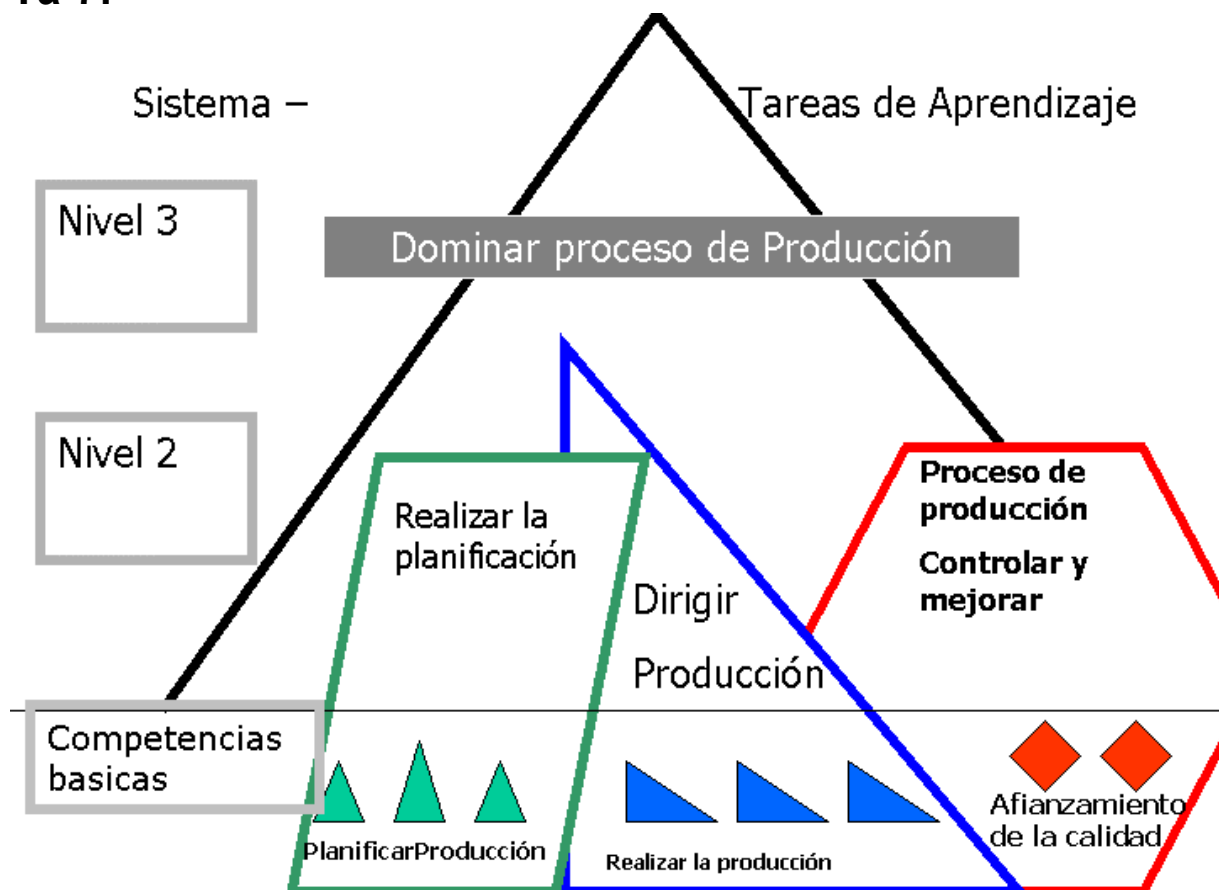 Sistema –
Tareas de Aprendizaje
Nivel 3
Dominar proceso de Producción
Nivel 2
Realizar la
planificación
Proceso de
producción
Controlar y
mejorar
Dirigir
Producción
Competencias
basicas
PlanificarProducción
Realizar la producción
Afianzamiento
de la calidad